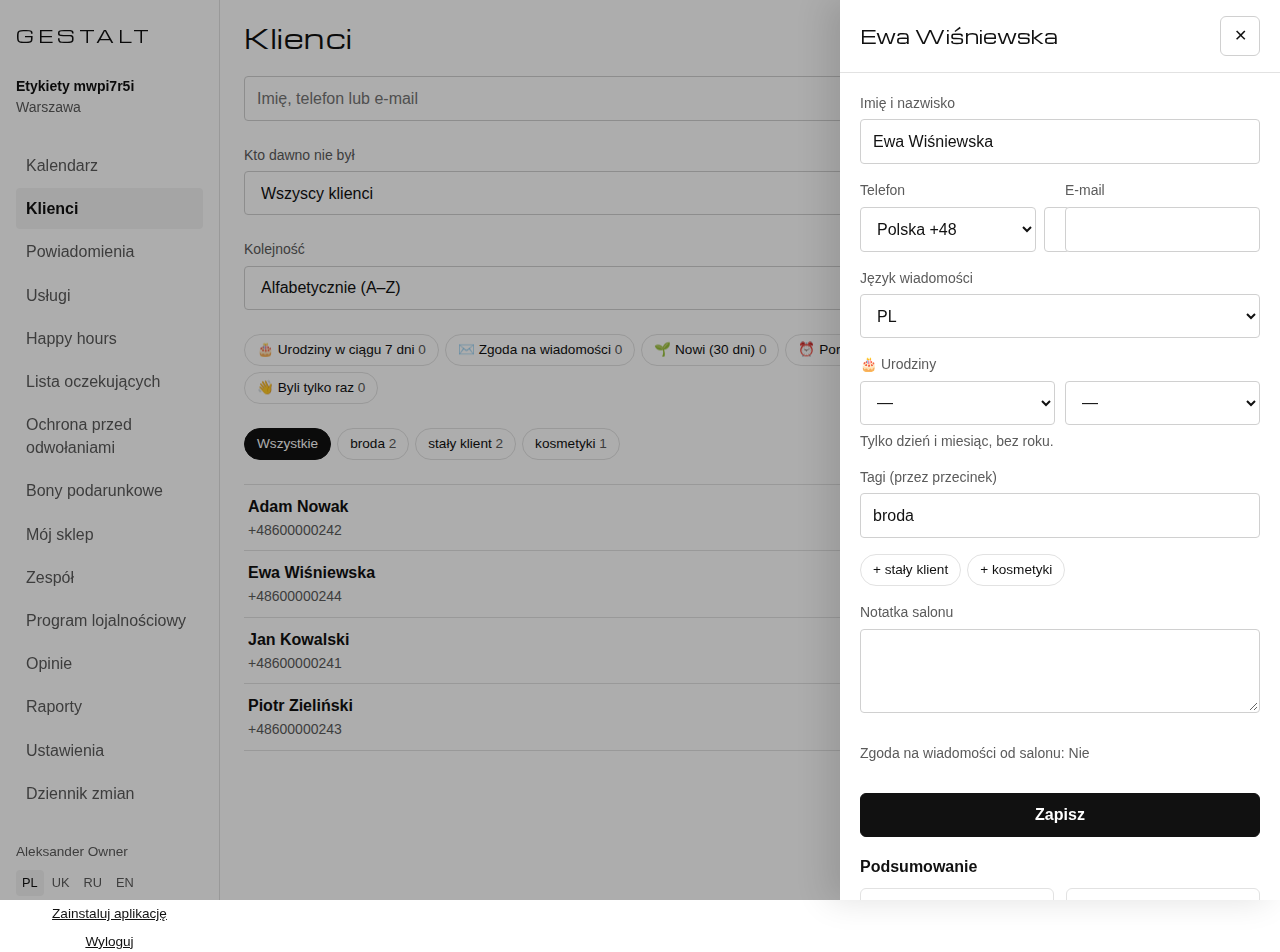 GESTALT
Etykiety mwpi7r5i
Warszawa
Kalendarz
Klienci
Powiadomienia
Usługi
Happy hours
Lista oczekujących
Ochrona przed
odwołaniami
Bony podarunkowe
Mój sklep
Zespół
Program lojalnościowy
Opinie
Raporty
Ustawienia
Dziennik zmian
Aleksander Owner
PL UK RU EN
Zainstaluj aplikację
Wyloguj
Klienci
Imię, telefon lub e-mail
Kto dawno nie był
Wszyscy klienci
Kolejność
Alfabetycznie (A–Z)
🎂 Urodziny w ciągu 7 dni 0
✉️ Zgoda na wiadomości 0
🌱 Nowi (30 dni) 0
👋 Byli tylko raz 0
Wszystkie
broda 2
stały klient 2
kosmetyki 1
Adam Nowak
+48600000242
Ewa Wiśniewska
+48600000244
Jan Kowalski
+48600000241
Piotr Zieliński
+48600000243
Ewa Wiśniewska
✕
Imię i nazwisko
Ewa Wiśniewska
Telefon
E-mail
Polska +48
Język wiadomości
PL
🎂 Urodziny
—
—
Tylko dzień i miesiąc, bez roku.
Tagi (przez przecinek)
broda
+ stały klient
+ kosmetyki
Notatka salonu
Zgoda na wiadomości od salonu: Nie
Zapisz
Podsumowanie